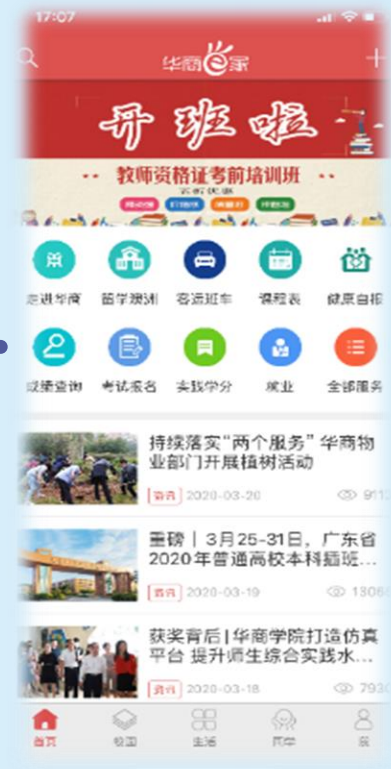 17:07
华商e家
开班啦
教师资格证考前培训班
走进华商 留学澳洲 客运班车 课程表 健康自报
成绩查询 考试报名 实践学分 就业 全部服务
持续落实“两个服务” 华商物
业部门开展植树活动
资讯 2020-03-20
重磅 | 3月25-31日，广东省
2020年普通高校本科插班...
资讯 2020-03-19
获奖背后|华商学院打造仿真
平台 提升师生综合实践水...
资讯 2020-03-18
首页 校园 生活 同学 我